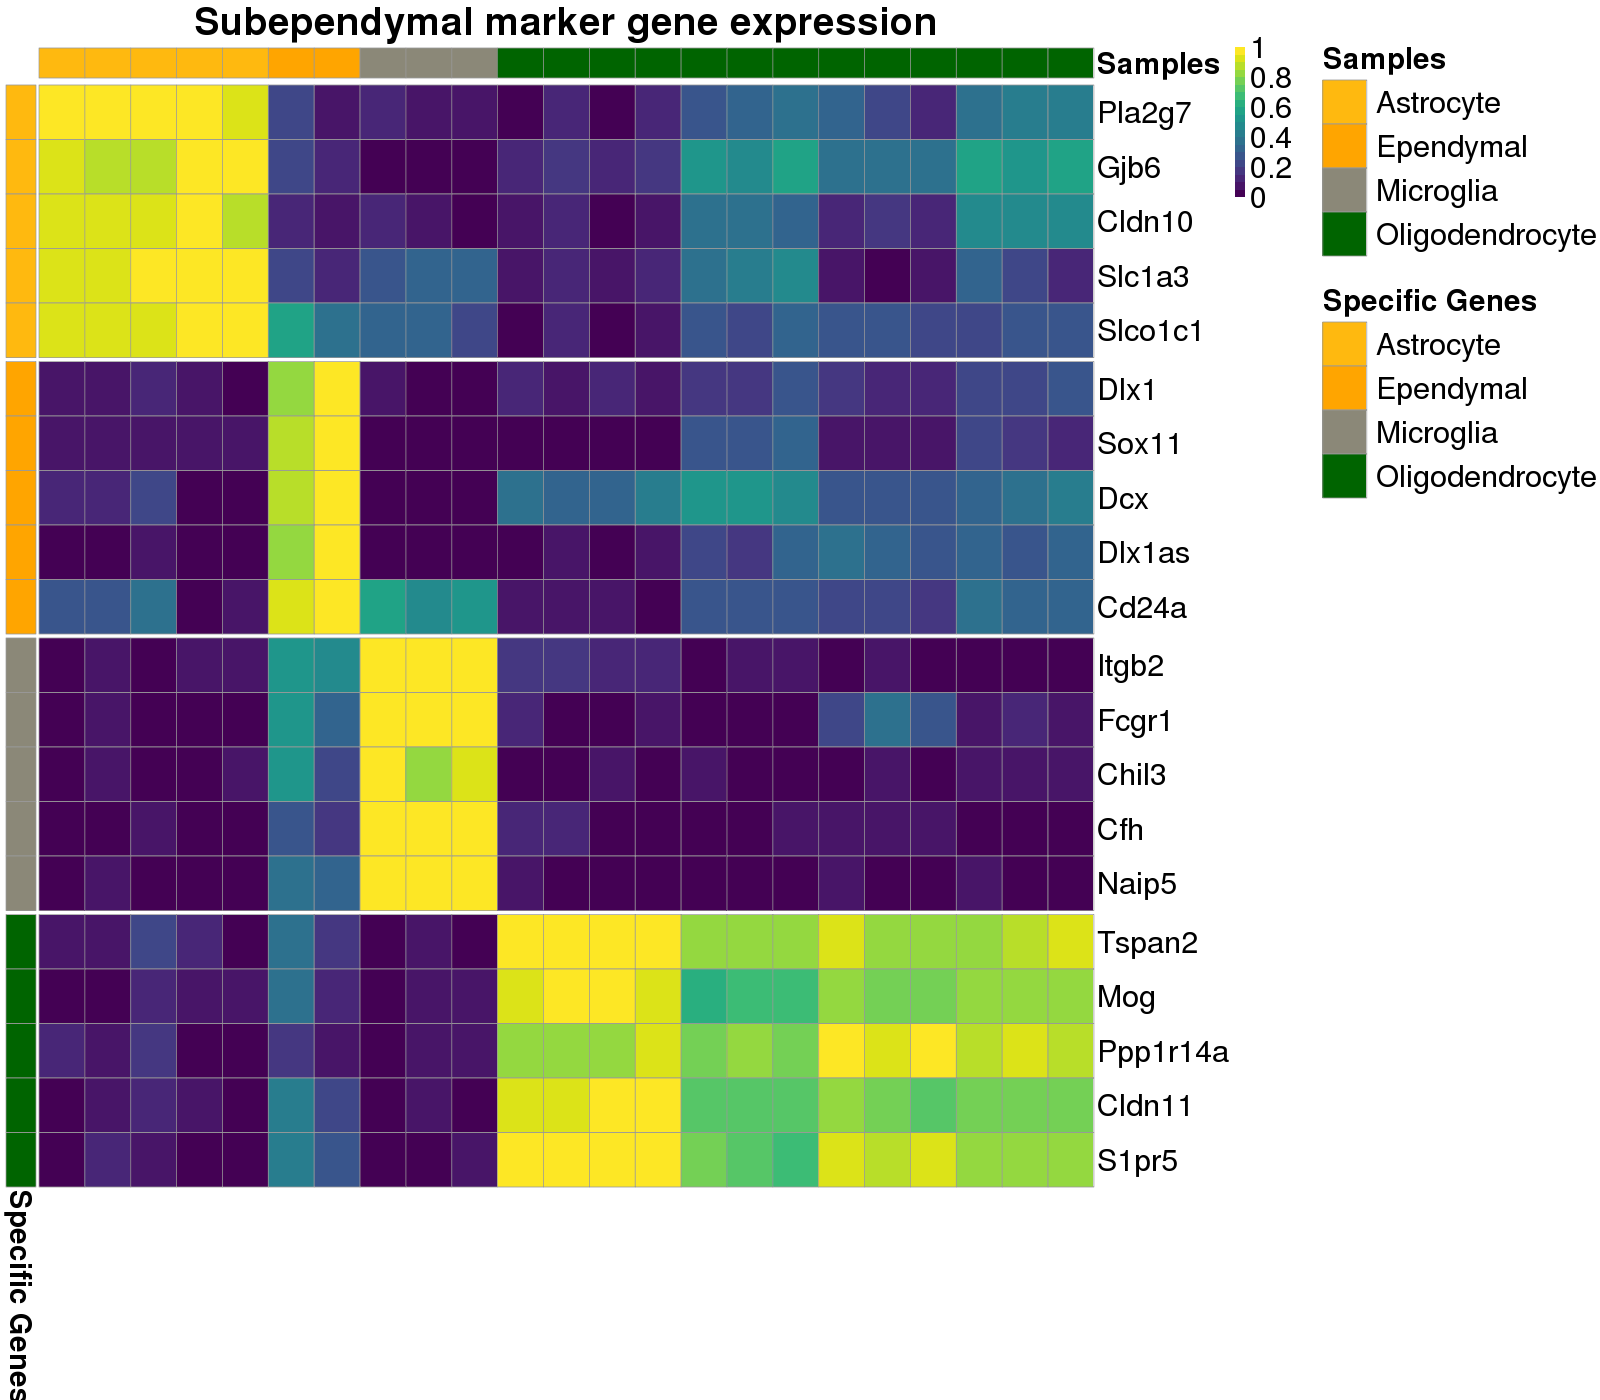 Subependymal marker gene expression
Samples
Pla2g7
Gjb6
Cldn10
Slc1a3
Slco1c1
Dlx1
Sox11
Dcx
Dlx1as
Cd24a
Itgb2
Fcgr1
Chil3
Cfh
Naip5
Tspan2
Mog
Ppp1r14a
Cldn11
S1pr5
Specific Genes
1
0.8
0.6
0.4
0.2
0
Samples
Astrocyte
Ependymal
Microglia
Oligodendrocyte
Specific Genes
Astrocyte
Ependymal
Microglia
Oligodendrocyte